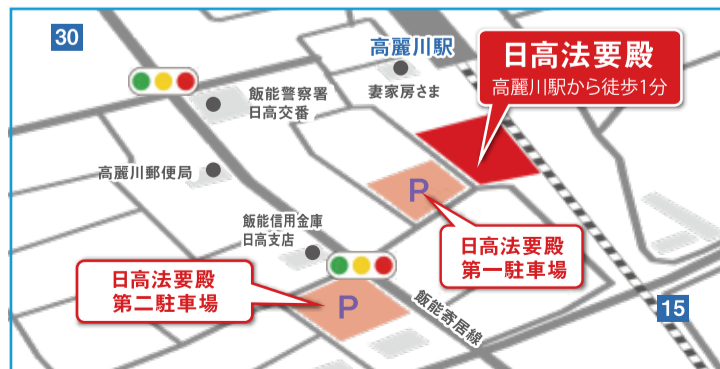 30
高麗川駅
日高法要殿
高麗川駅から徒歩1分
妻家房さま
飯能警察署
日高交番
高麗川郵便局
P
飯能信用金庫
日高支店
日高法要殿
第一駐車場
日高法要殿
第二駐車場
P
飯能寄居線
15